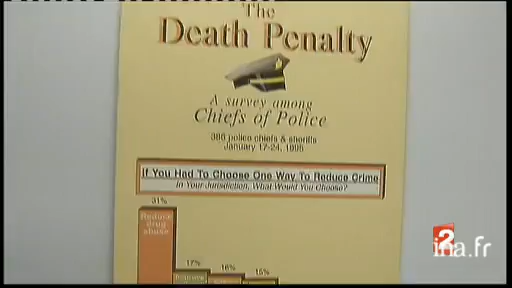 The
Death Penalty
A survey among
Chiefs of Police
386 police chiefs & sheriffs
January 17-24, 1995
If You Had To Choose One Way To Reduce Crime
In Your Jurisdiction, What Would You Choose?
31%
Reduce
drug
abuse
17%
16%
15%
2
ina.fr